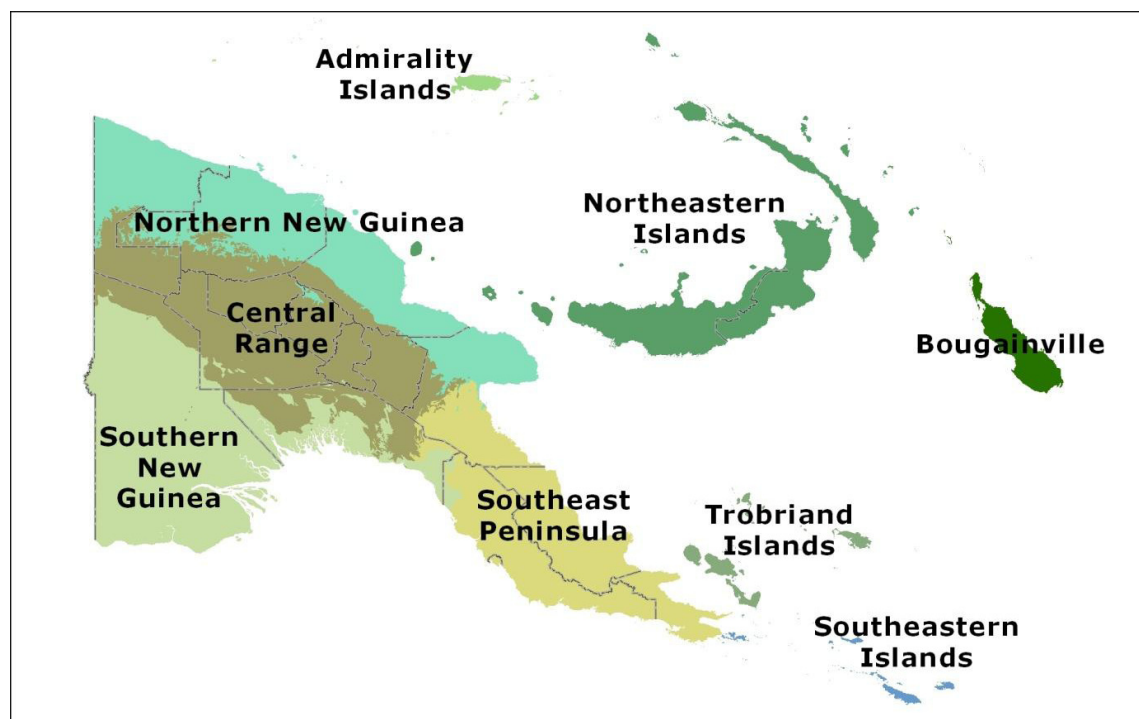 Admirality
Islands
Northern New Guinea
Northeastern
Islands
Central
Range
Bougainville
Southern
New
Guinea
Southeast
Peninsula
Trobriand
Islands
Southeastern
Islands